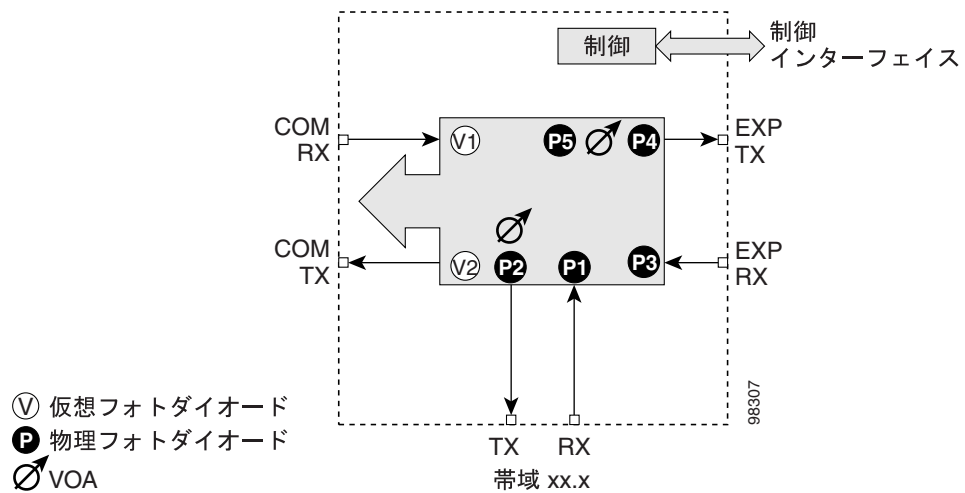 制御
制御
インターフェイス
COM
RX
V1
P5
P4
EXP
TX
COM
TX
V2
P2
P1
P3
EXP
RX
98307
V 仮想フォトダイオード
P 物理フォトダイオード
VOA
TX
RX
帯域 xx.x